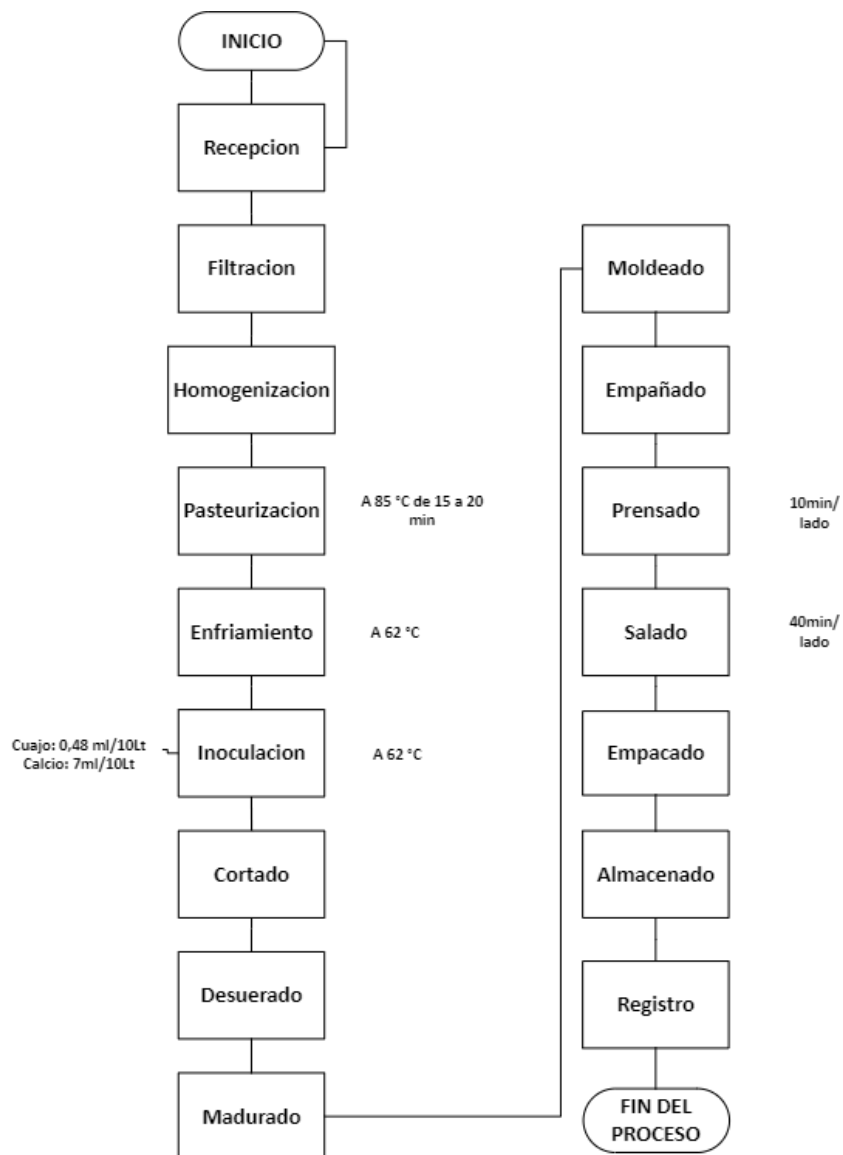 INICIO
Recepcion
Filtracion
Homogenizacion
Pasteurizacion
A 85 °C de 15 a 20
min
Enfriamiento
A 62 °C
Cuajo: 0,48 ml/10Lt
Calcio: 7ml/10Lt
Inoculacion
A 62 °C
Cortado
Desuerado
Madurado
Moldeado
Empañado
Prensado
10min/
lado
Salado
40min/
lado
Empacado
Almacenado
Registro
FIN DEL
PROCESO